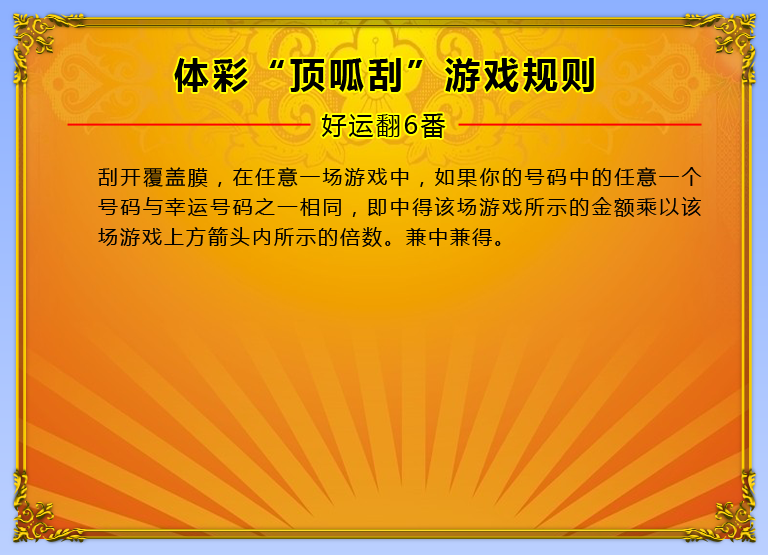 体彩“顶呱刮”游戏规则
好运翻6番
刮开覆盖膜，在任意一场游戏中，如果你的号码中的任意一个
号码与幸运号码之一相同，即中得该场游戏所示的金额乘以该
场游戏上方箭头内所示的倍数。兼中兼得。